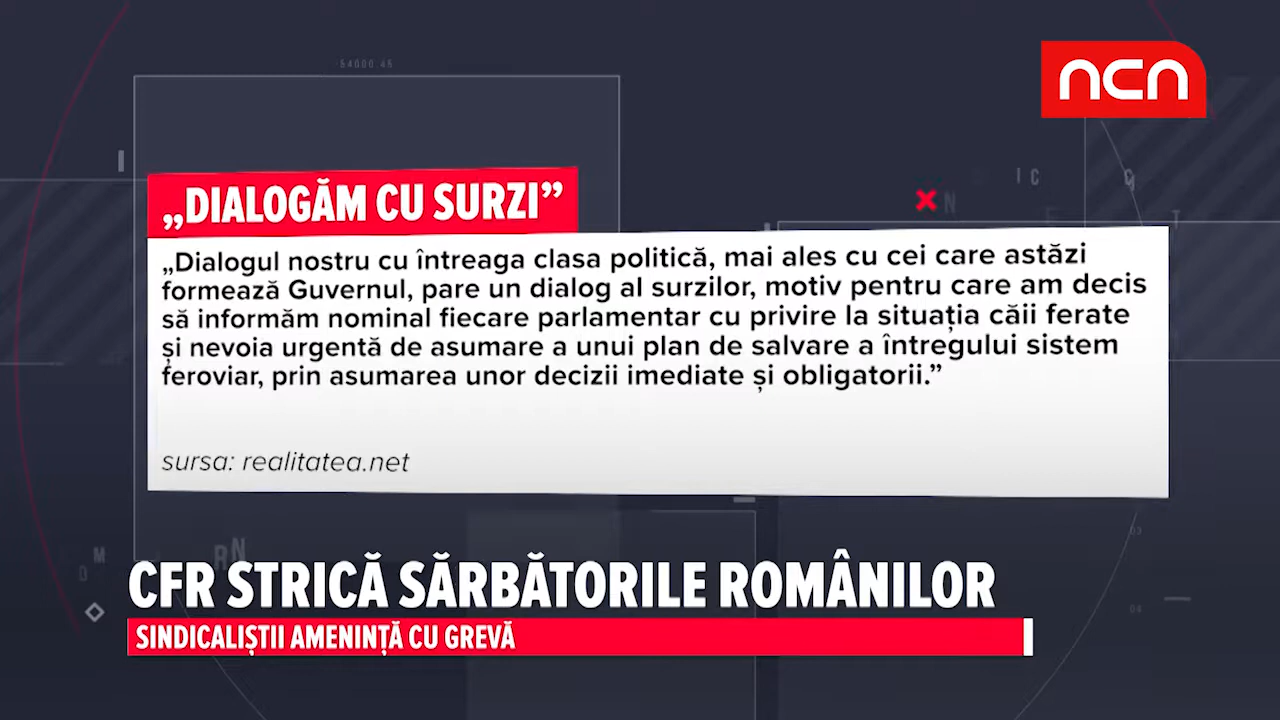 54000.45
ncn
„DIALOGĂM CU SURZI”
„Dialogul nostru cu întreaga clasa politică, mai ales cu cei care astăzi
formează Guvernul, pare un dialog al surzilor, motiv pentru care am decis
să informăm nominal fiecare parlamentar cu privire la situația căii ferate
și nevoia urgentă de asumare a unui plan de salvare a întregului sistem
feroviar, prin asumarea unor decizii imediate și obligatorii.”
sursa: realitatea.net
CFR STRICĂ SĂRBĂTORILE ROMÂNILOR
SINDICALIȘTII AMENINȚĂ CU GREVĂ